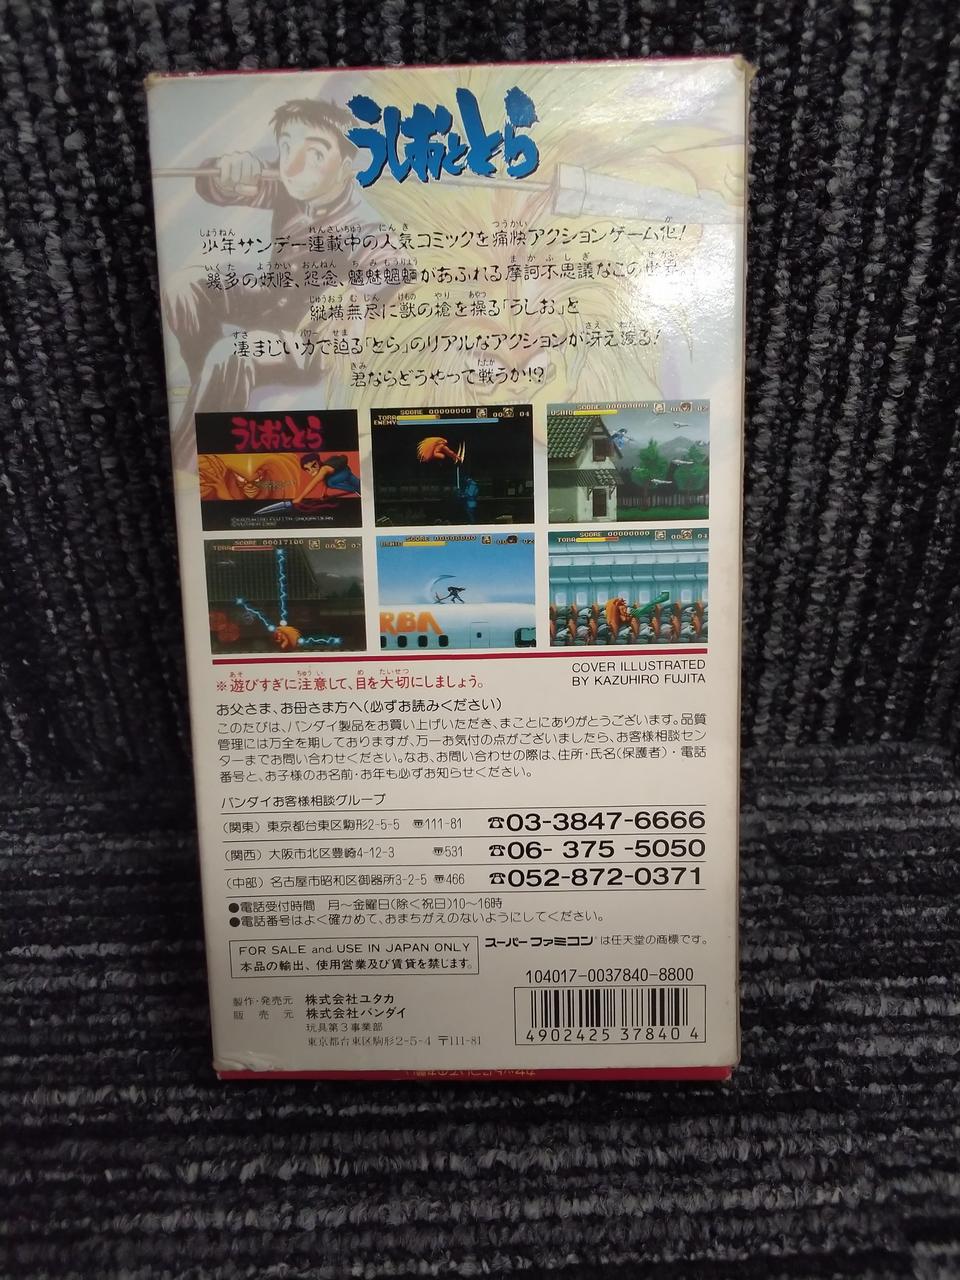 うしおととら
少年サンデー連載中の人気コミックを痛快アクションゲーム化!
幾多の妖怪、怨念、魑魅魍魎があふれる摩訶不思議なこの世界
縦横無尽に獣の槍を操る「うしお」と
凄まじい力で迫る「とら」のリアルなアクションが冴え渡る!
君ならどうやって戦うか!?
うしおととら
SCORE 00000000
TORA
ENEMY
04
SCORE 00000000
USHIO
02
SCORE 00017100
TORA
02
SCORE 00000000
USHIO
02
RBA
SCORE 00000000
TORA
04
※遊びすぎに注意して、目を大切にしましょう。
COVER ILLUSTRATED
BY KAZUHIRO FUJITA
お父さま、お母さま方へ(必ずお読みください)
このたびは、バンダイ製品をお買い上げいただき、まことにありがとうございます。品質
管理には万全を期しておりますが、万一お気付の点がございましたら、お客様相談セン
ターまでお問い合わせください。なお、お問い合わせの際は、住所・氏名(保護者)・電話
番号と、お子様のお名前・お年も必ずお知らせください。
バンダイお客様相談グループ
(関東) 東京都台東区駒形2-5-5 〠111-81 ☎03-3847-6666
(関西) 大阪市北区豊崎4-12-3 〠531 ☎06- 375 -5050
(中部) 名古屋市昭和区御器所3-2-5 〠466 ☎052-872-0371
●電話受付時間 月〜金曜日(除く祝日)10〜16時
●電話番号はよく確かめて、おまちがえのないようにしてください。
FOR SALE and USE IN JAPAN ONLY
本品の輸出、使用営業及び賃貸を禁じます。
スーパーファミコン®は任天堂の商標です。
104017-0037840-8800
製作・発売元 株式会社ユタカ
販売元 株式会社バンダイ
玩具第3事業部
東京都台東区駒形2-5-4 〒111-81
4902425 37840 4